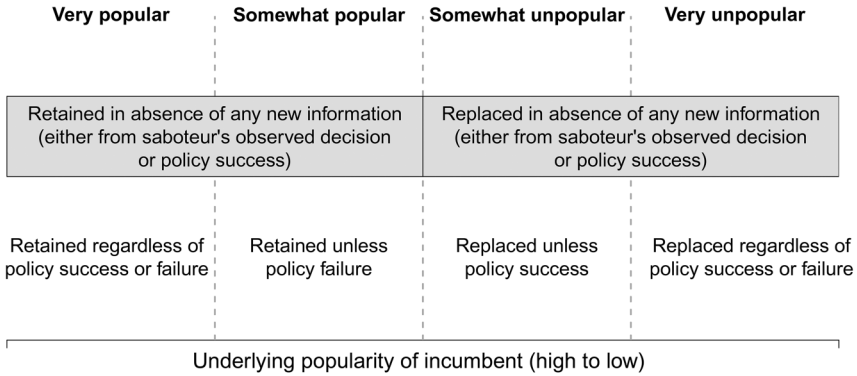 Very popular
Somewhat popular
Somewhat unpopular
Very unpopular
Retained in absence of any new information
(either from saboteur's observed decision
or policy success)
Replaced in absence of any new information
(either from saboteur's observed decision
or policy success)
Retained regardless of
policy success or failure
Retained unless
policy failure
Replaced unless
policy success
Replaced regardless of
policy success or failure
Underlying popularity of incumbent (high to low)